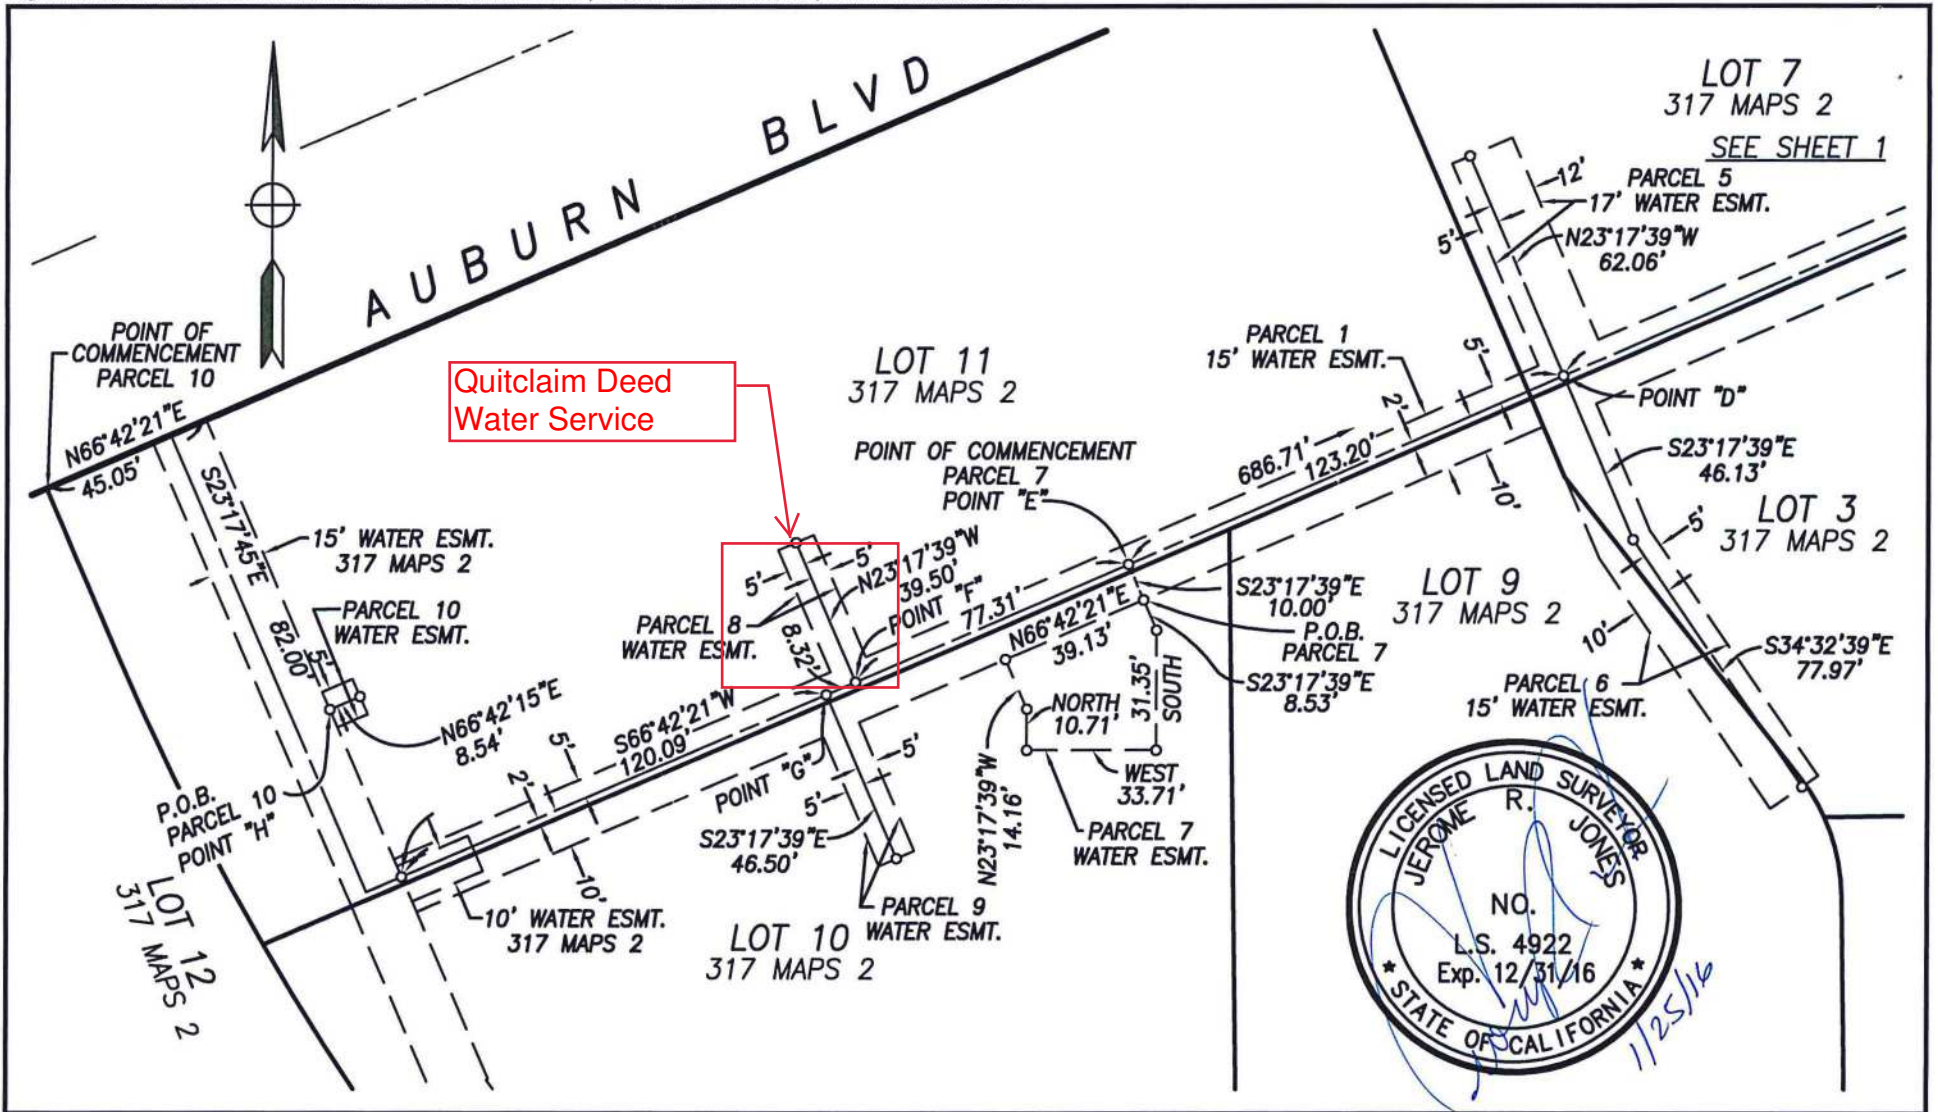 AUBURN BLVD
LOT 7
317 MAPS 2
SEE SHEET 1
12'
PARCEL 5
17' WATER ESMT.
5'
N23°17'39"W
62.06'
POINT OF
COMMENCEMENT
PARCEL 10
N66°42'21"E
45.05'
Quitclaim Deed
Water Service
LOT 11
317 MAPS 2
PARCEL 1
15' WATER ESMT.
5'
2'
POINT "D"
POINT OF COMMENCEMENT
PARCEL 7
POINT "E"
686.71'
123.20'
10'
S23°17'39"E
46.13'
LOT 3
317 MAPS 2
5'
S23°17'45"E
82.00'
15' WATER ESMT.
317 MAPS 2
PARCEL 10
WATER ESMT.
5'
5'
5'
N23°17'39"W
39.50'
POINT "F"
PARCEL 8
WATER ESMT.
8.32'
77.31'
N66°42'21"E
39.13'
S23°17'39"E
10.00'
P.O.B.
PARCEL 7
S23°17'39"E
8.53'
LOT 9
317 MAPS 2
10'
PARCEL 6
15' WATER ESMT.
S34°32'39"E
77.97'
N66°42'15"E
8.54'
P.O.B.
PARCEL 10
POINT "H"
2'
5'
S66°42'21"W
120.09'
POINT "G"
5'
5'
S23°17'39"E
46.50'
NORTH
10.71'
31.35'
SOUTH
WEST
33.71'
N23°17'39"W
14.16'
PARCEL 7
WATER ESMT.
10'
10' WATER ESMT.
317 MAPS 2
PARCEL 9
WATER ESMT.
LOT 10
317 MAPS 2
LOT 12
317 MAPS 2
LICENSED LAND SURVEYOR
JEROME R. JONES
NO.
L.S. 4922
Exp. 12/31/16
★ STATE OF CALIFORNIA ★
1/25/16